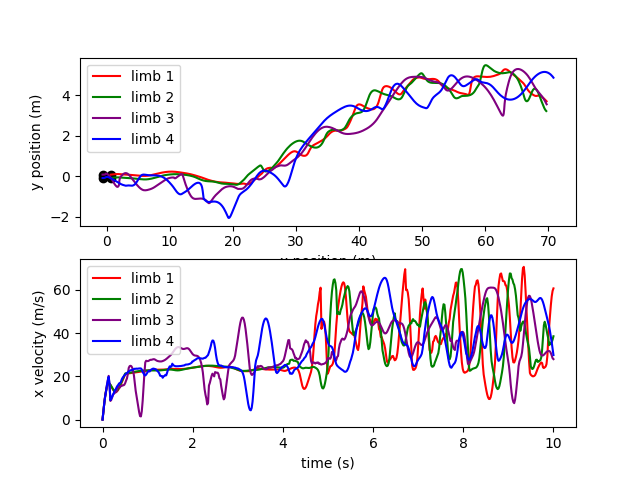 y position (m)
4
2
0
−2
limb 1
limb 2
limb 3
limb 4
0 10 20 30 40 50 60 70
x position (m)
x velocity (m/s)
60
40
20
0
limb 1
limb 2
limb 3
limb 4
0 2 4 6 8 10
time (s)